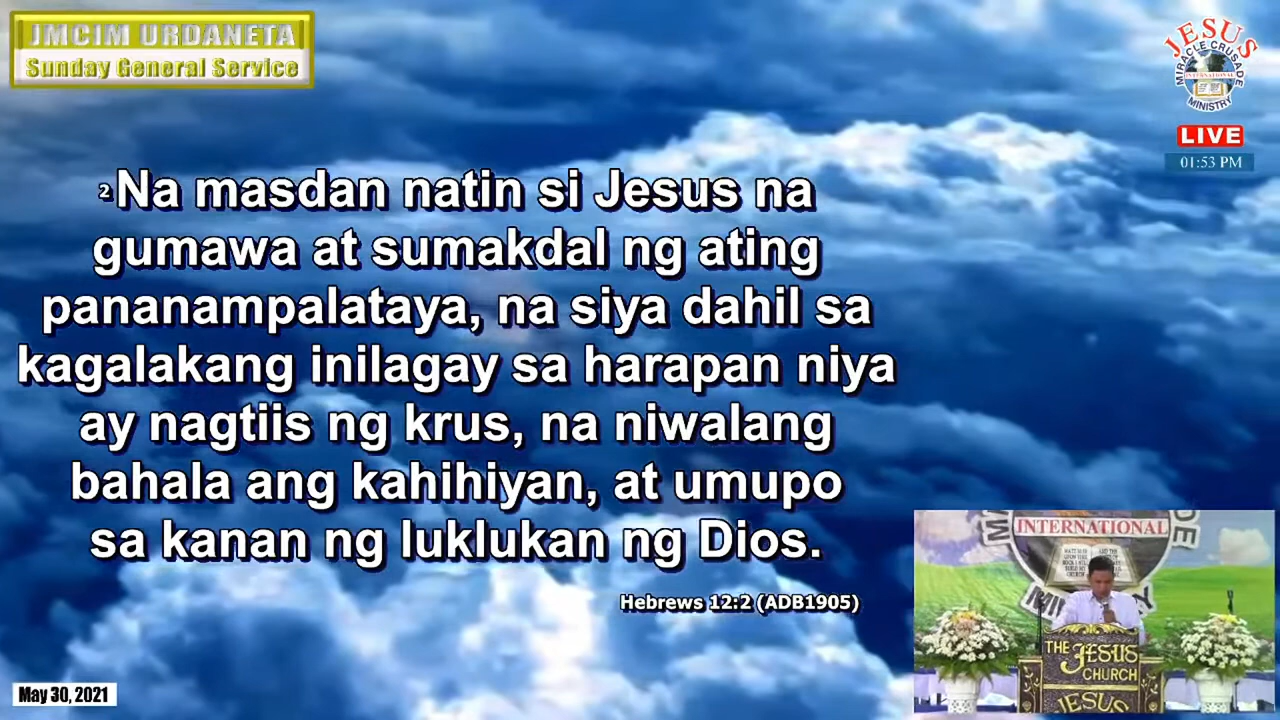 JMCIM URDANETA
Sunday General Service
JESUS
MIRACLE CRUSADE
INTERNATIONAL
MINISTRY
LIVE
01:53 PM
2 Na masdan natin si Jesus na
gumawa at sumakdal ng ating
pananampalataya, na siya dahil sa
kagalakang inilagay sa harapan niya
ay nagtiis ng krus, na niwalang
bahala ang kahihiyan, at umupo
sa kanan ng luklukan ng Dios.
Hebrews 12:2 (ADB1905)
INTERNATIONAL
THE JESUS
CHURCH
JESUS
May 30, 2021